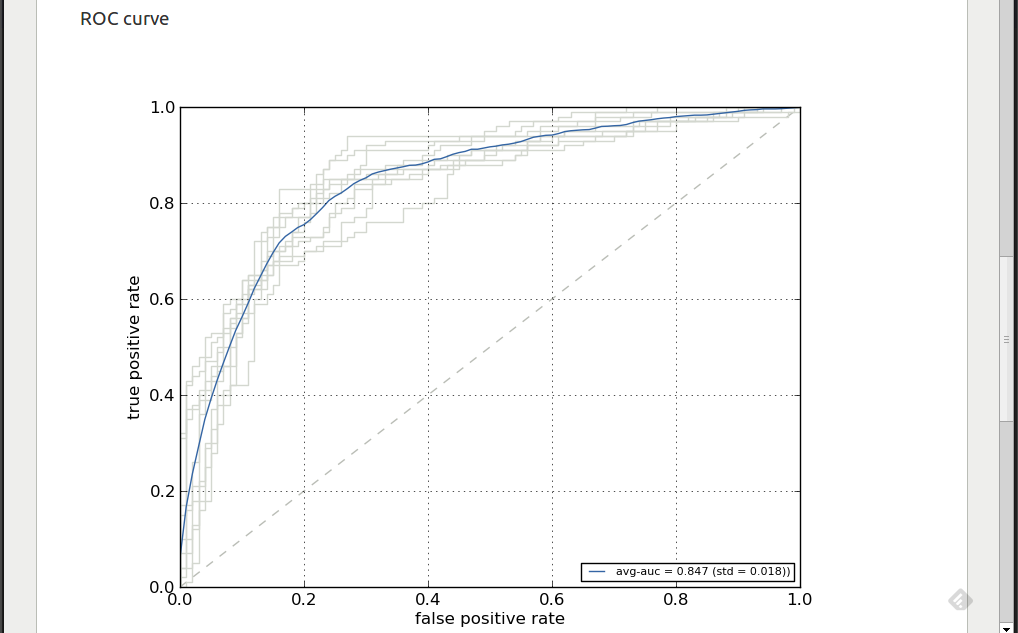 ROC curve
1.0
0.8
0.6
0.4
0.2
0.0
true positive rate
avg-auc = 0.847 (std = 0.018))
0.0 0.2 0.4 0.6 0.8 1.0
false positive rate